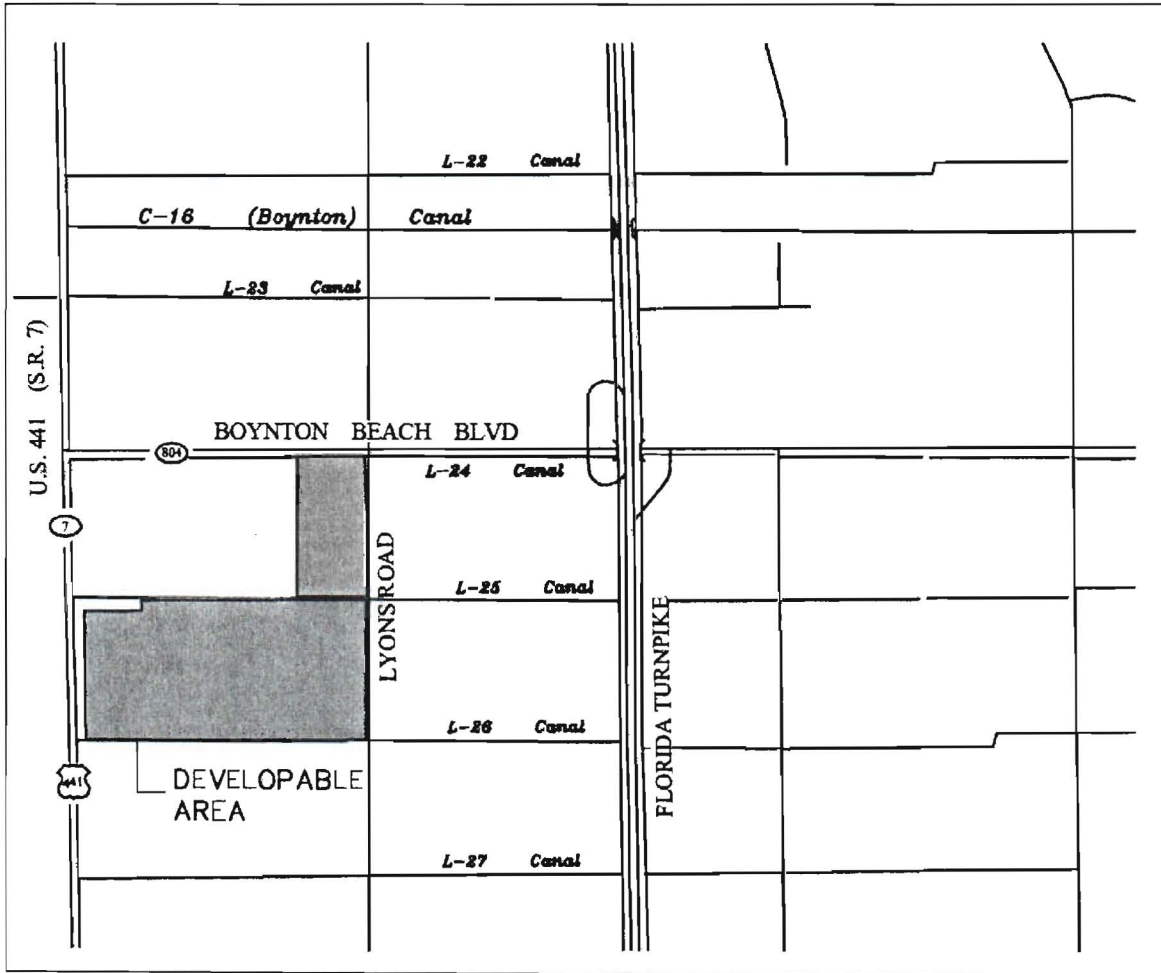 L-22 Canal
C-16 (Boynton) Canal
L-23 Canal
U.S. 441 (S.R. 7)
BOYNTON BEACH BLVD
804
L-24 Canal
7
LYONS ROAD
L-25 Canal
FLORIDA TURNPIKE
L-26 Canal
441
DEVELOPABLE
AREA
L-27 Canal